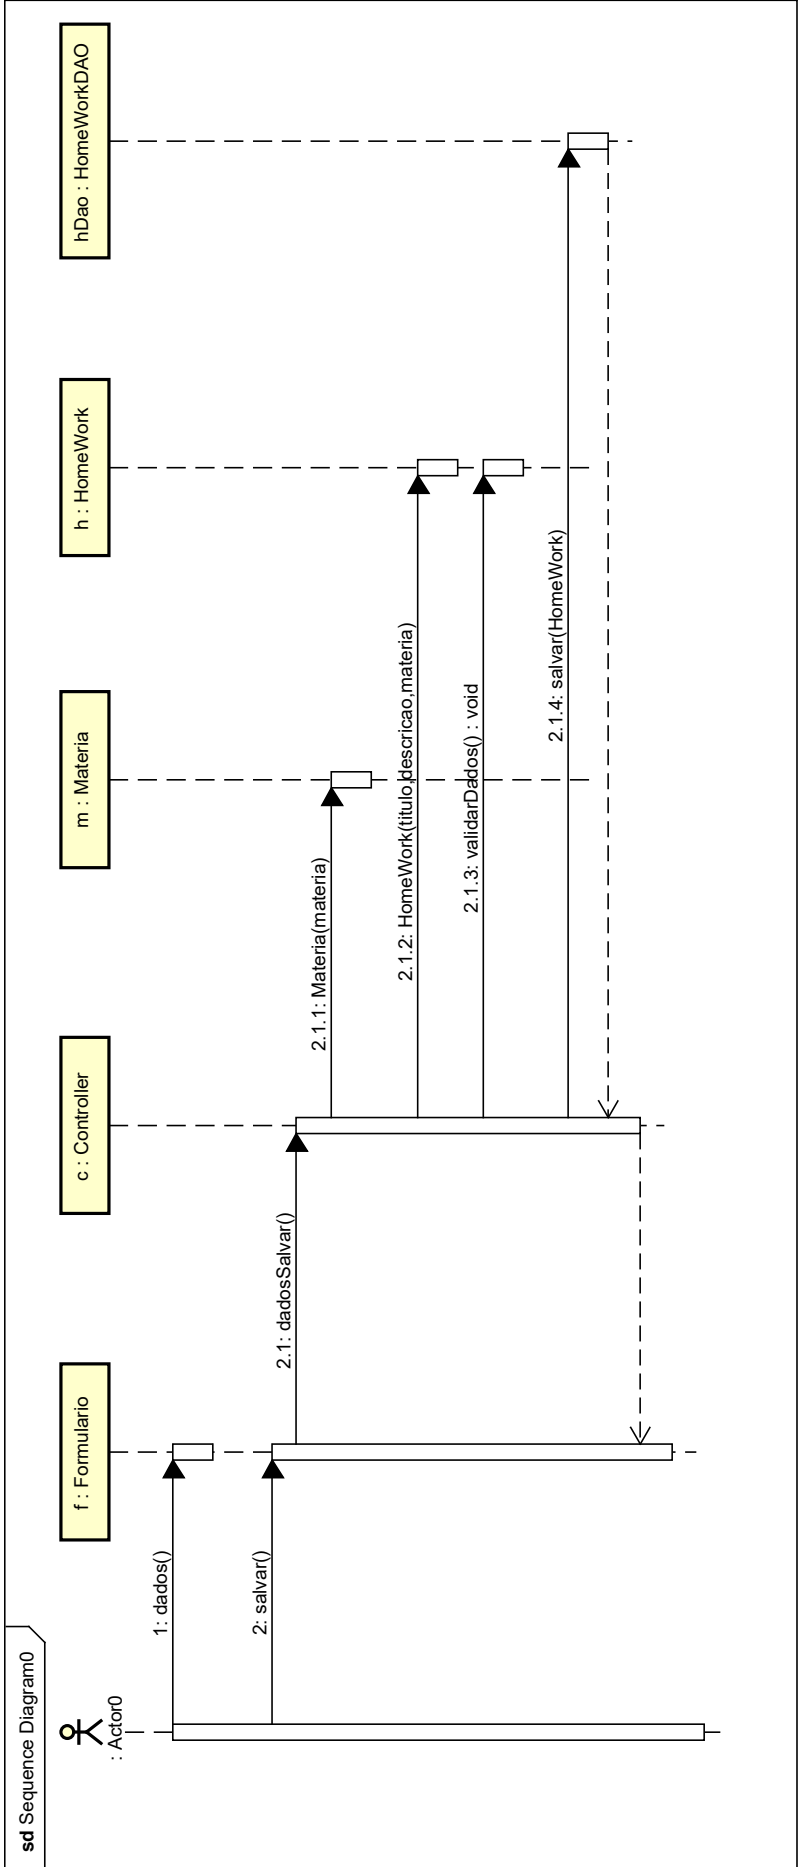 sd Sequence Diagram0
: Actor0
f : Formulario
c : Controller
m : Materia
h : HomeWork
hDao : HomeWorkDAO
1: dados()
2: salvar()
2.1: dadosSalvar()
2.1.1: Materia(materia)
2.1.2: HomeWork(titulo,descricao,materia)
2.1.3: validarDados() : void
2.1.4: salvar(HomeWork)